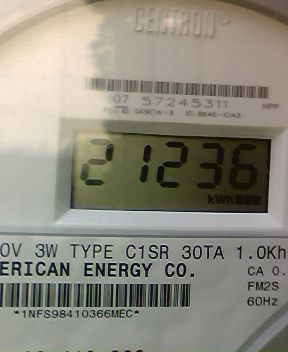 CENTRON®
07 57245311 HPP
21236
kWh
0V 3W TYPE C1SR 30TA 1.0Kh
ERICAN ENERGY CO. CA 0.
FM2S
60Hz
*1NFS98410366MEC*